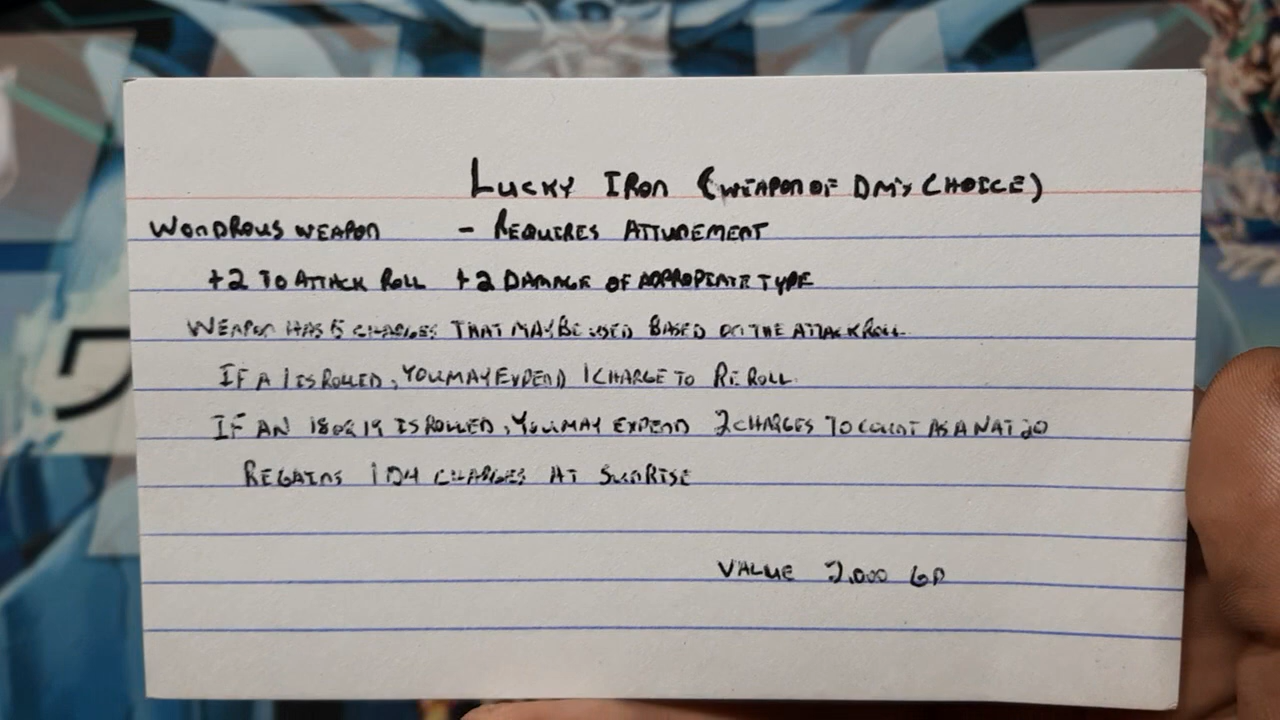 LUCKY IRON (WEAPON OF DM'S CHOICE)
WONDROUS WEAPON - REQUIRES ATTUNEMENT
+2 TO ATTACK ROLL +2 DAMAGE OF APPROPIATE TYPE
WEAPON HAS 5 CHARGES THAT MAY BE USED BASED ON THE ATTACK ROLL
IF A 1 IS ROLLED, YOU MAY EXPEND 1 CHARGE TO RE ROLL.
IF AN 18 OR 19 IS ROLLED, YOU MAY EXPEND 2 CHARGES TO COUNT AS A NAT 20
REGAINS 1D4 CHARGES AT SUNRISE
VALUE 2,000 GP